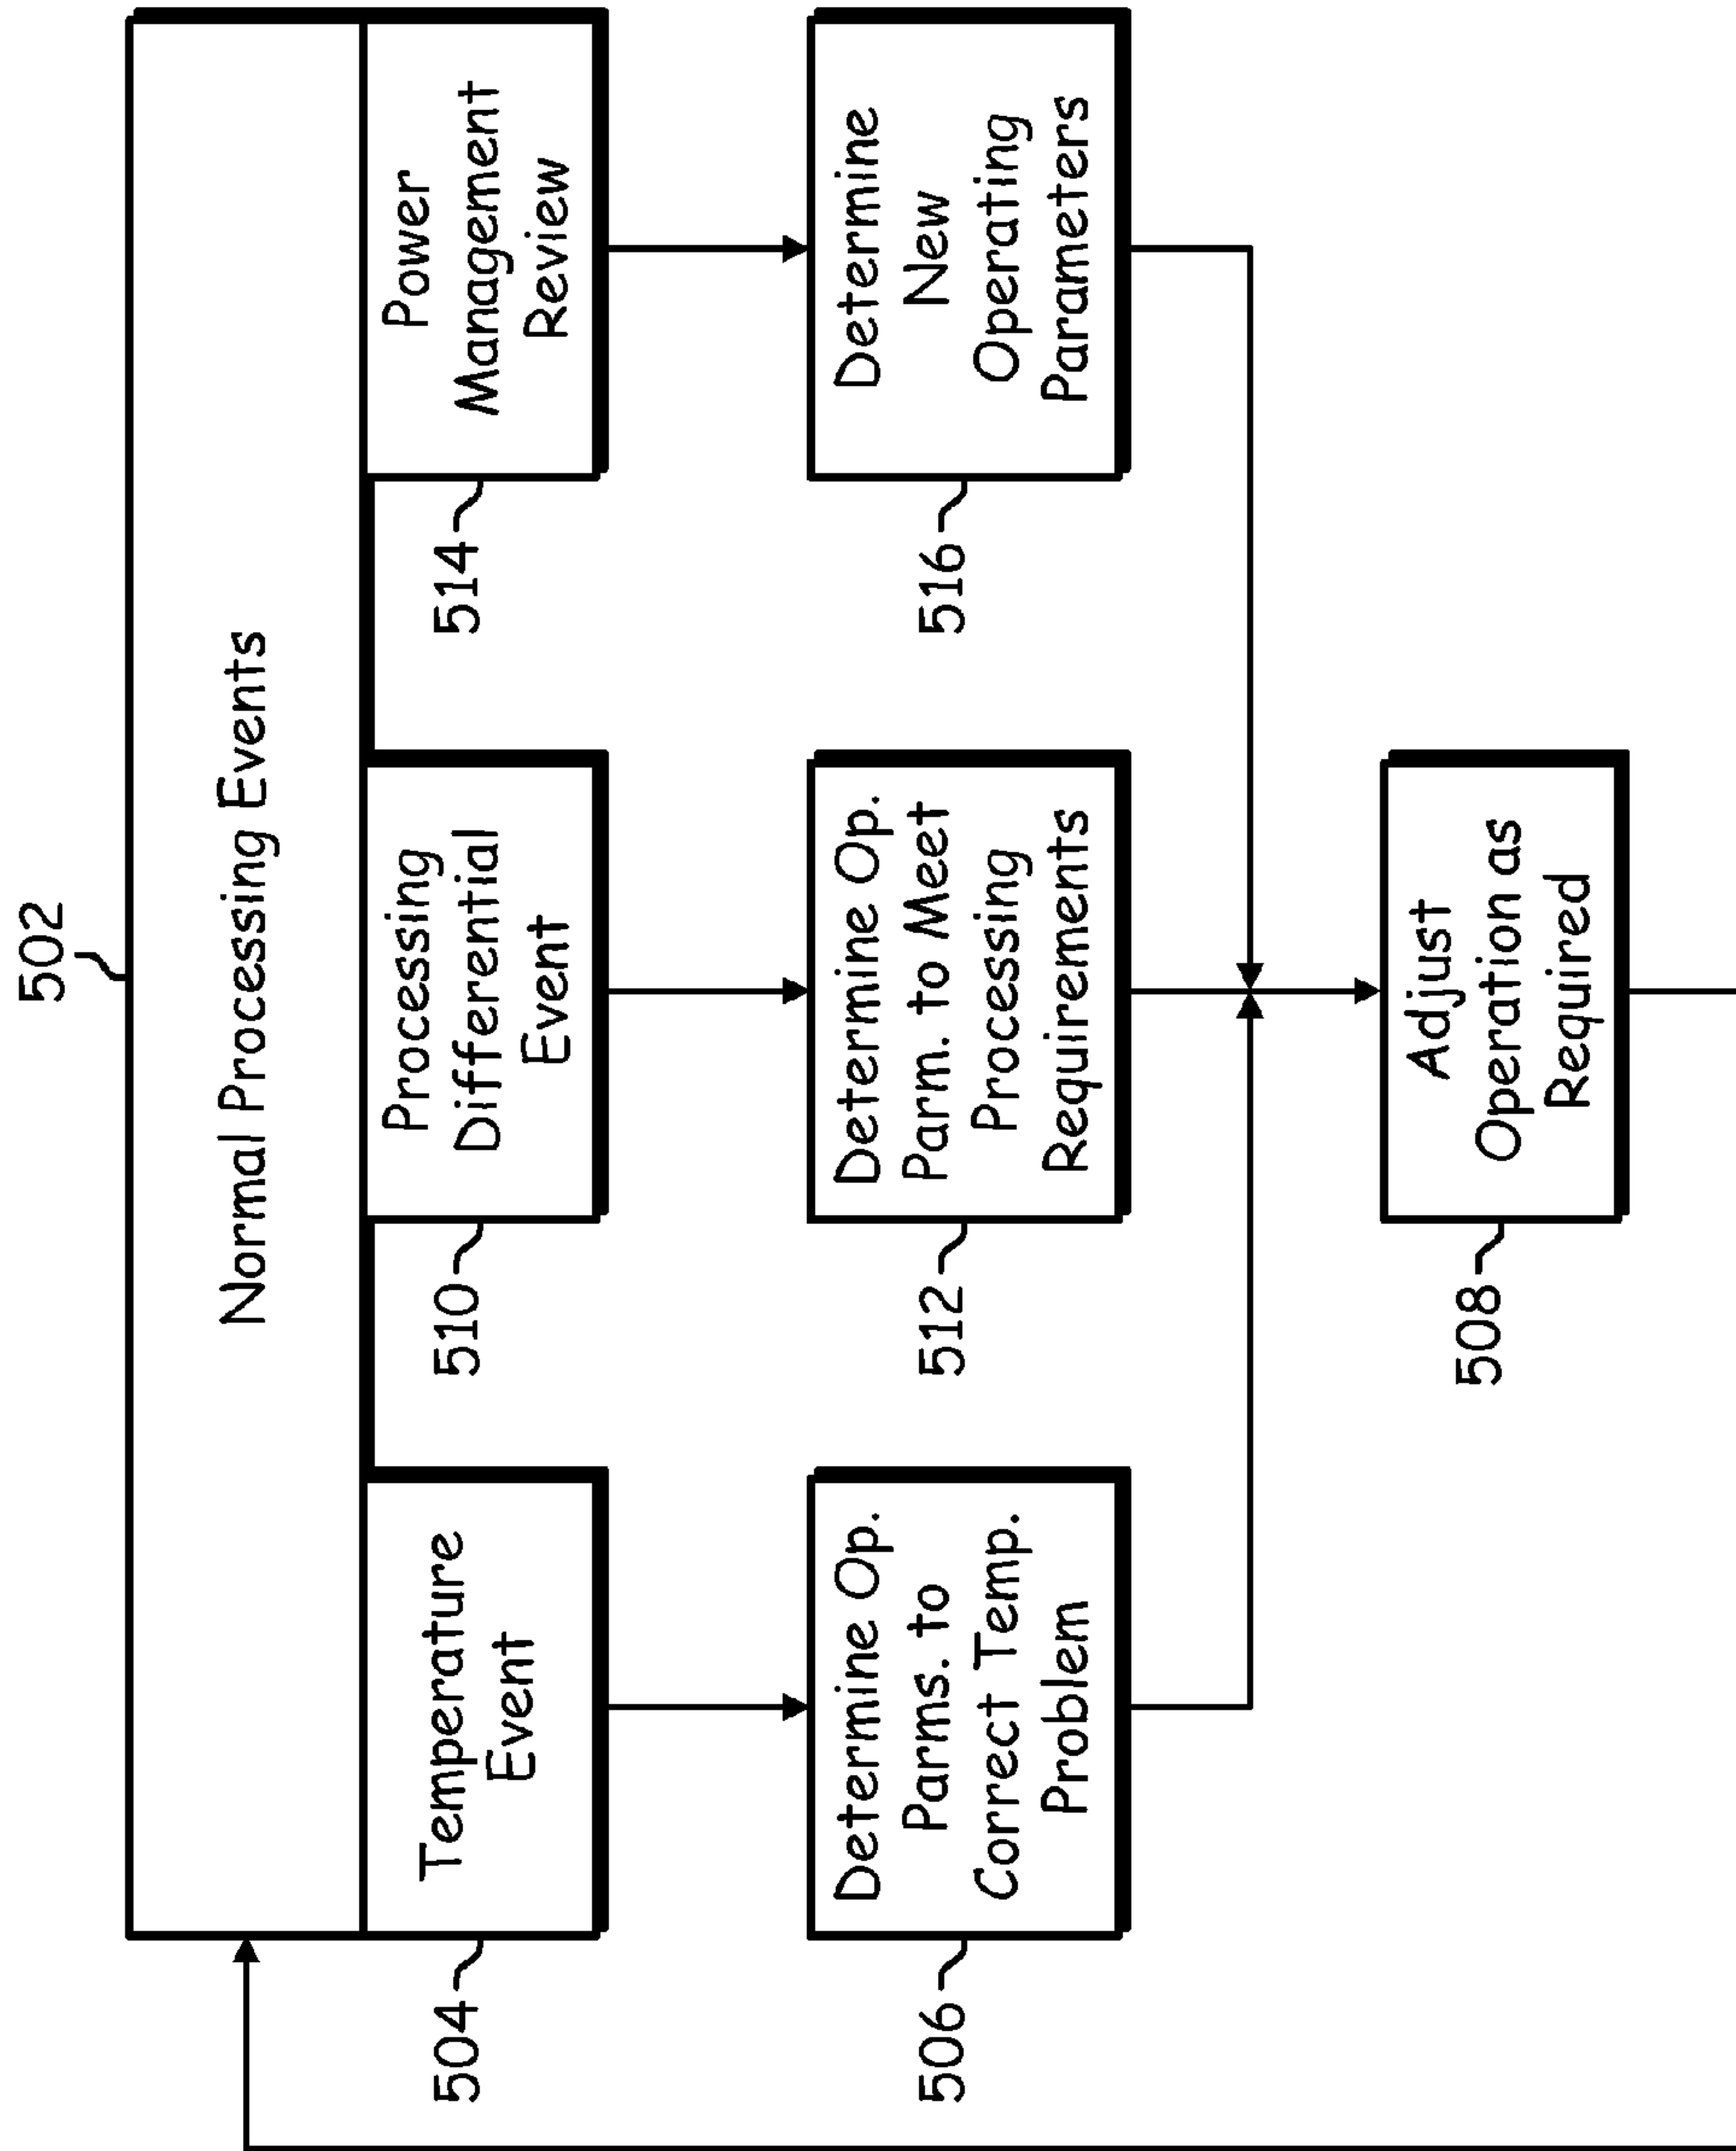 502
Normal Processing Events
504
Temperature
Event
510
Processing
Differential
Event
514
Power
Management
Review
506
Determine Op.
Parms. to
Correct Temp.
Problem
512
Determine Op.
Parm. to Meet
Processing
Requirements
516
Determine
New
Operating
Parameters
508
Adjust
Operation as
Required